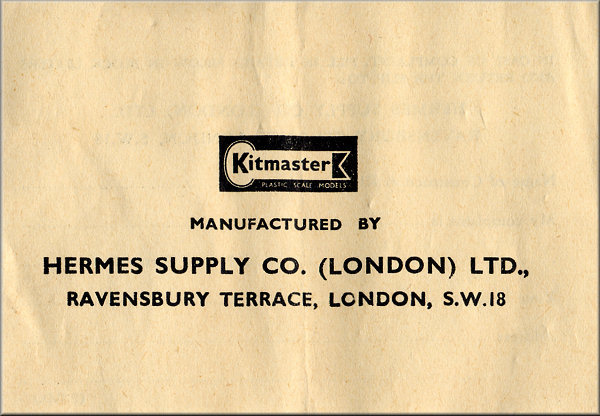 Kitmaster
PLASTIC SCALE MODELS
MANUFACTURED BY
HERMES SUPPLY CO. (LONDON) LTD.,
RAVENSBURY TERRACE, LONDON, S.W.18